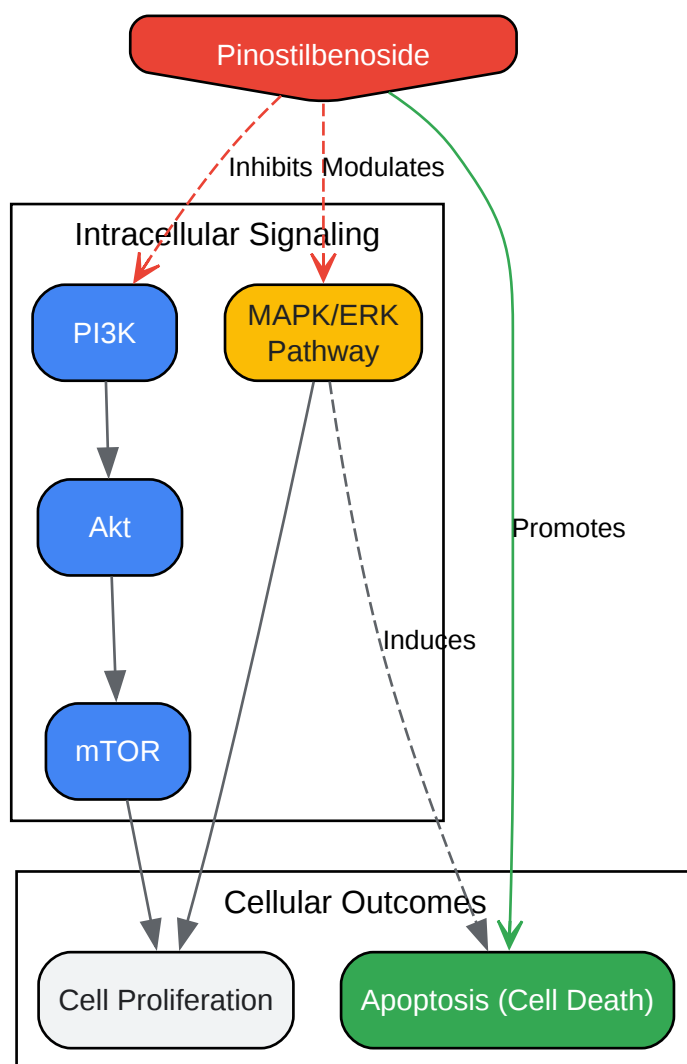 Pinostilbenoside
Inhibits
Modulates
Intracellular Signaling
PI3K
MAPK/ERK
Pathway
Akt
Promotes
Induces
mTOR
Cellular Outcomes
Cell Proliferation
Apoptosis (Cell Death)